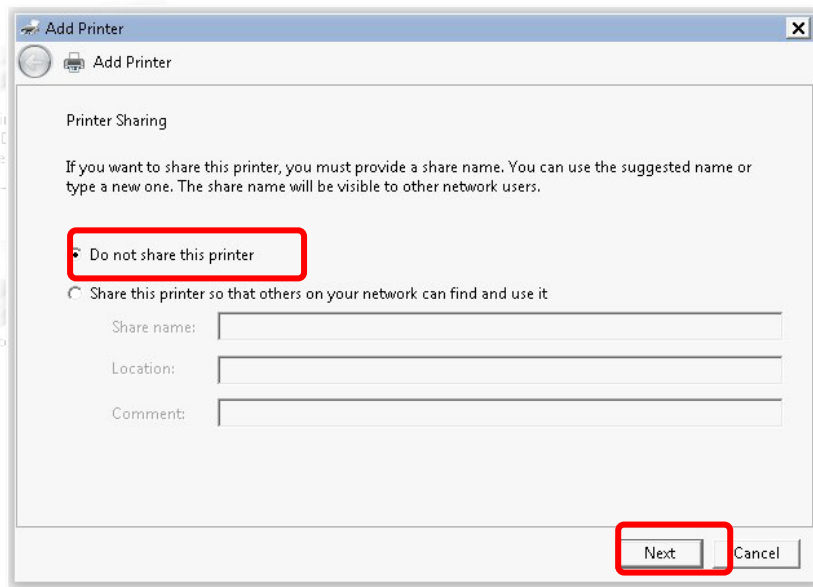 Add Printer
Add Printer
Printer Sharing
If you want to share this printer, you must provide a share name. You can use the suggested name or
type a new one. The share name will be visible to other network users.
Do not share this printer
Share this printer so that others on your network can find and use it
Share name:
Location:
Comment:
Next
Cancel